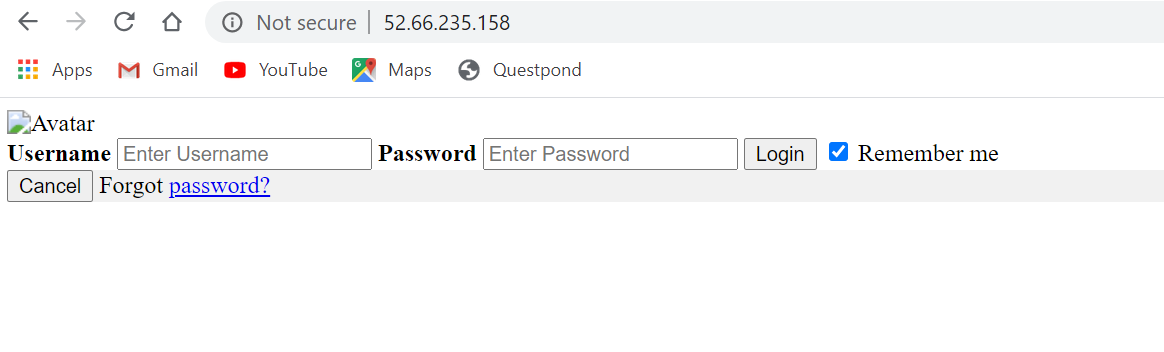 Not secure | 52.66.235.158
Apps Gmail YouTube Maps Questpond
Avatar
Username Enter Username Password Enter Password Login Remember me
Cancel Forgot password?